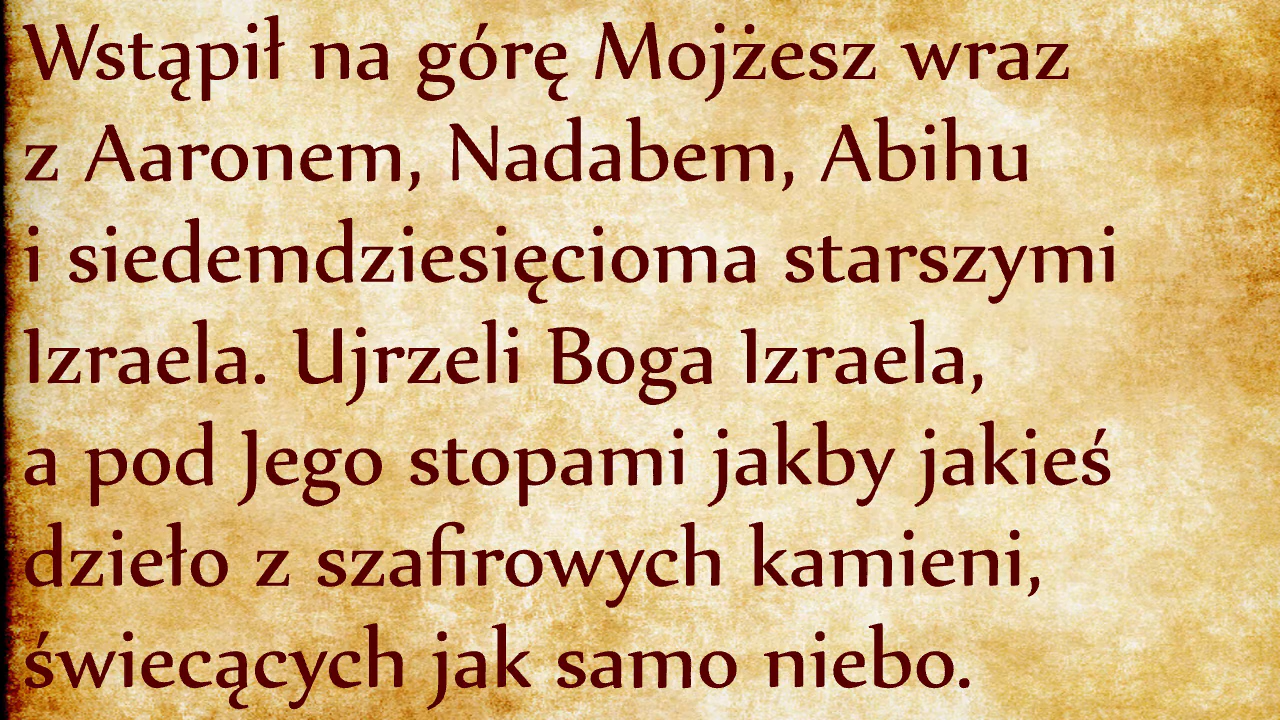 Wstąpił na górę Mojżesz wraz
z Aaronem, Nadabem, Abihu
i siedemdziesięcioma starszymi
Izraela. Ujrzeli Boga Izraela,
a pod Jego stopami jakby jakieś
dzieło z szafirowych kamieni,
świecących jak samo niebo.